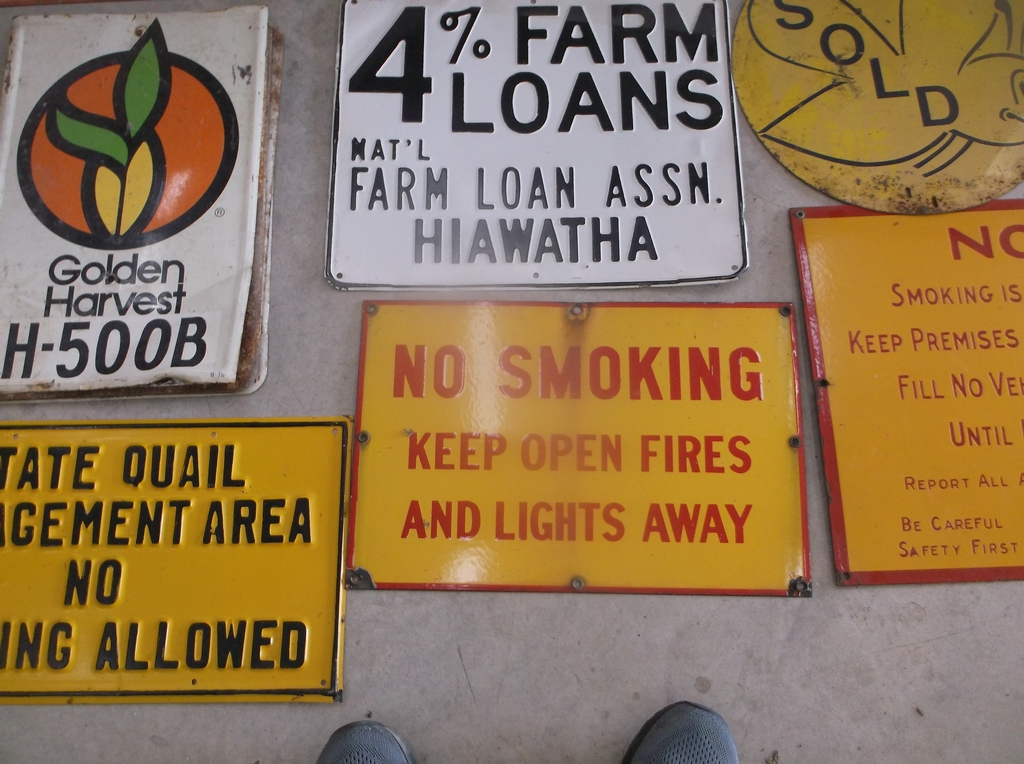 Golden
Harvest
®
H-500B
4% FARM
LOANS
NAT'L
FARM LOAN ASSN.
HIAWATHA
SOLD
TATE QUAIL
AGEMENT AREA
NO
ING ALLOWED
NO SMOKING
KEEP OPEN FIRES
AND LIGHTS AWAY
NO
SMOKING IS
KEEP PREMISES
FILL NO VEH
UNTIL
REPORT ALL A
BE CAREFUL
SAFETY FIRST